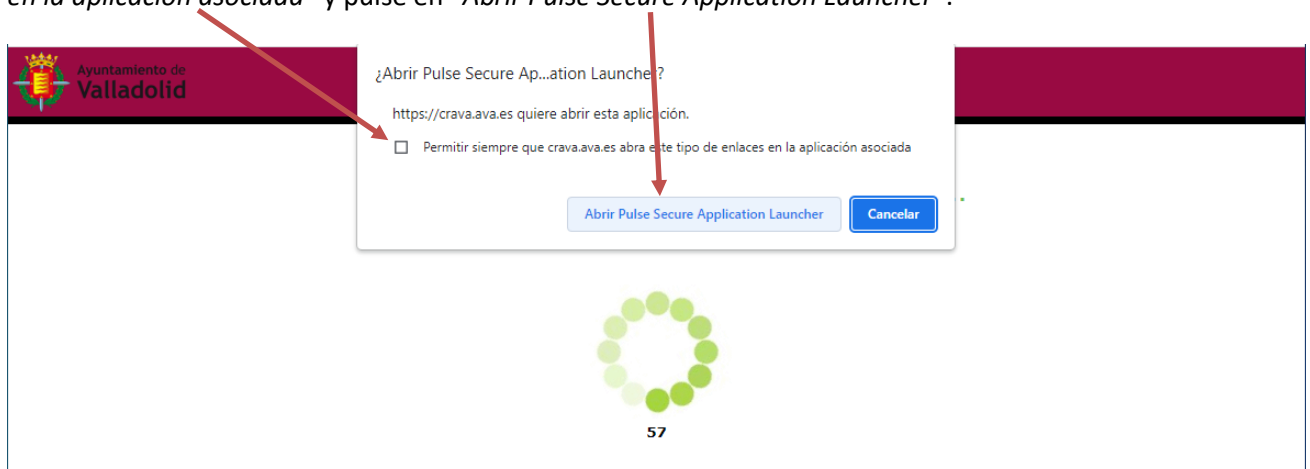 en la aplicación asociada" y pulse en "Abrir Pulse Secure Application Launcher".
Ayuntamiento de
Valladolid
¿Abrir Pulse Secure Ap...ation Launcher?
https://crava.ava.es quiere abrir esta aplicación.
Permitir siempre que crava.ava.es abra este tipo de enlaces en la aplicación asociada
Abrir Pulse Secure Application Launcher
Cancelar
57